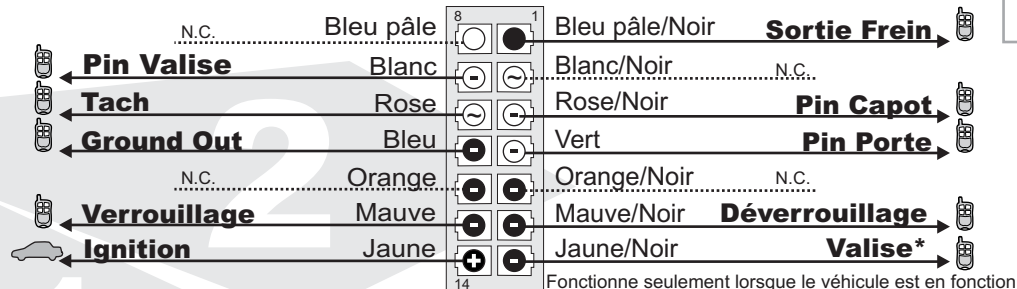 8 1
N.C. Bleu pâle Bleu pâle/Noir Sortie Frein
Pin Valise Blanc Blanc/Noir N.C.
Tach Rose Rose/Noir Pin Capot
Ground Out Bleu Vert Pin Porte
N.C. Orange Orange/Noir N.C.
Verrouillage Mauve Mauve/Noir Déverrouillage
Ignition Jaune Jaune/Noir Valise*
14 Fonctionne seulement lorsque le véhicule est en fonction